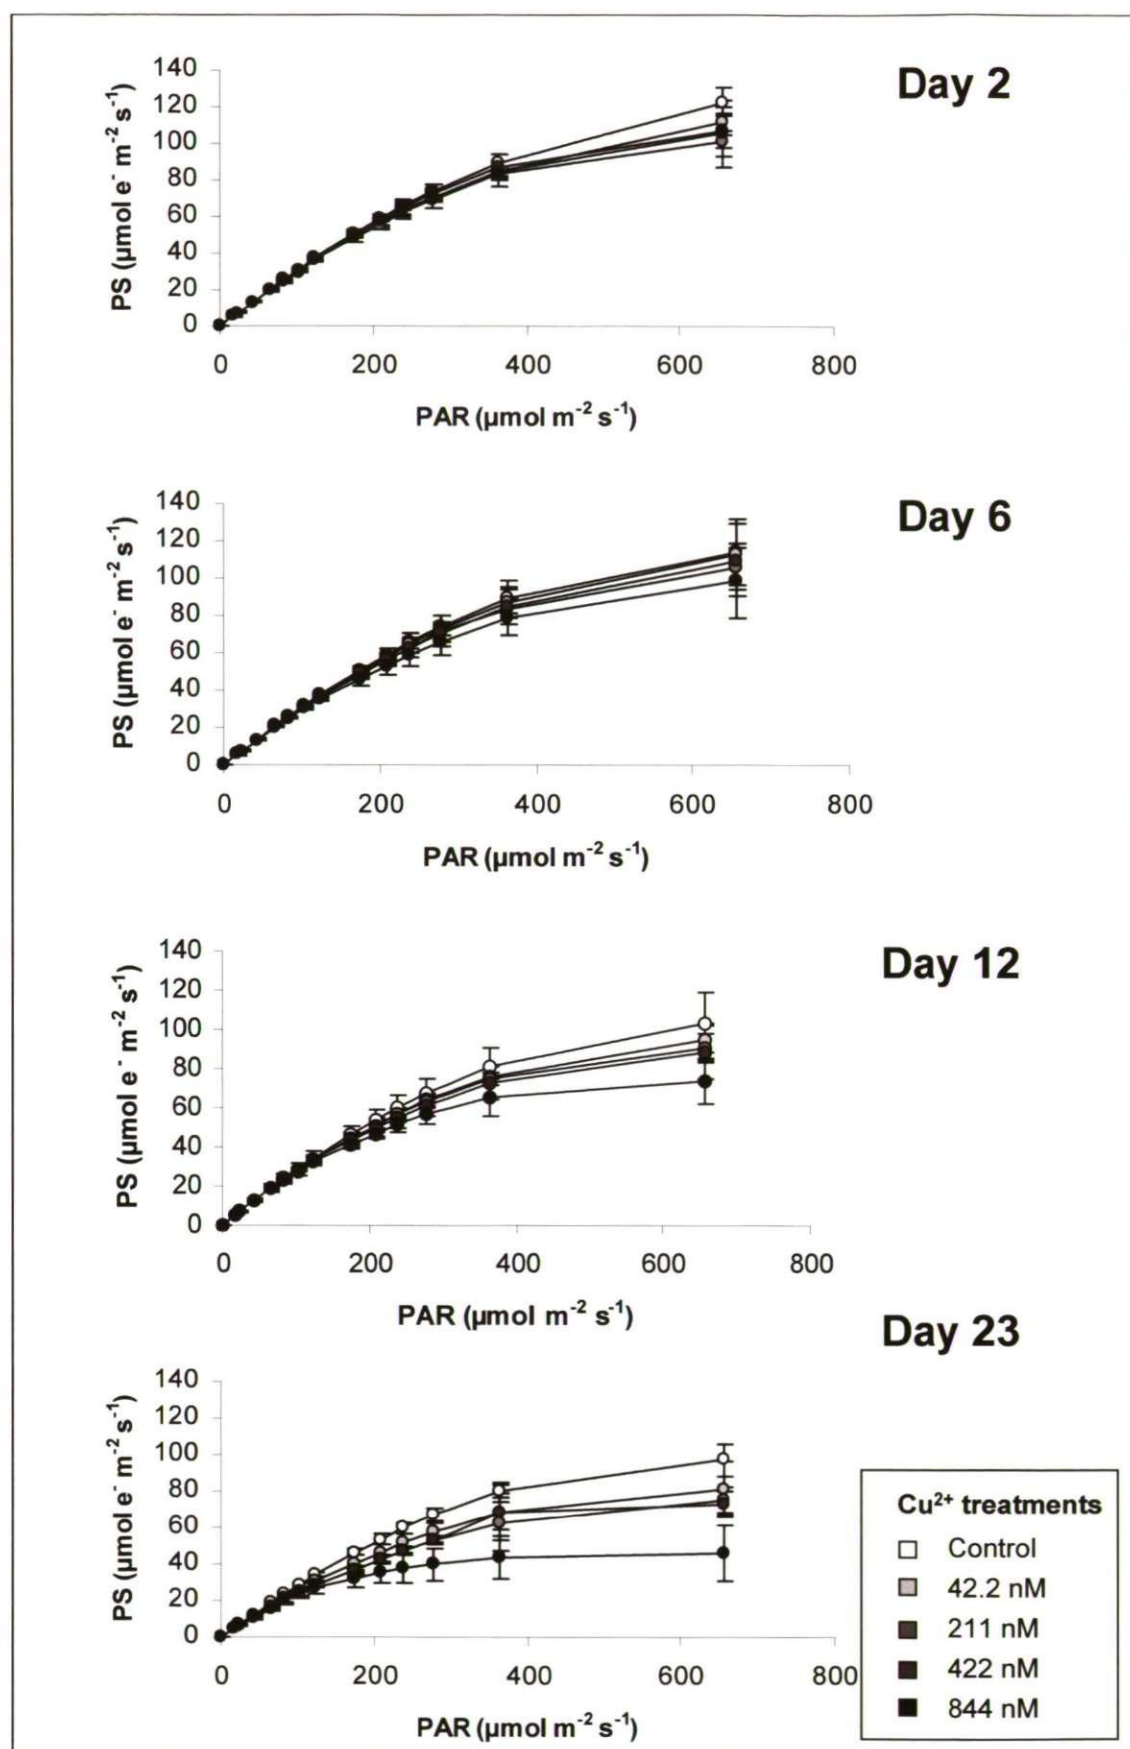 Day 2
140
120
100
80
60
40
20
0
PS (µmol e⁻ m⁻² s⁻¹)
0 200 400 600 800
PAR (µmol m⁻² s⁻¹)
Day 6
140
120
100
80
60
40
20
0
PS (µmol e⁻ m⁻² s⁻¹)
0 200 400 600 800
PAR (µmol m⁻² s⁻¹)
Day 12
140
120
100
80
60
40
20
0
PS (µmol e⁻ m⁻² s⁻¹)
0 200 400 600 800
PAR (µmol m⁻² s⁻¹)
Day 23
140
120
100
80
60
40
20
0
PS (µmol e⁻ m⁻² s⁻¹)
0 200 400 600 800
PAR (µmol m⁻² s⁻¹)
Cu²⁺ treatments
Control
42.2 nM
211 nM
422 nM
844 nM